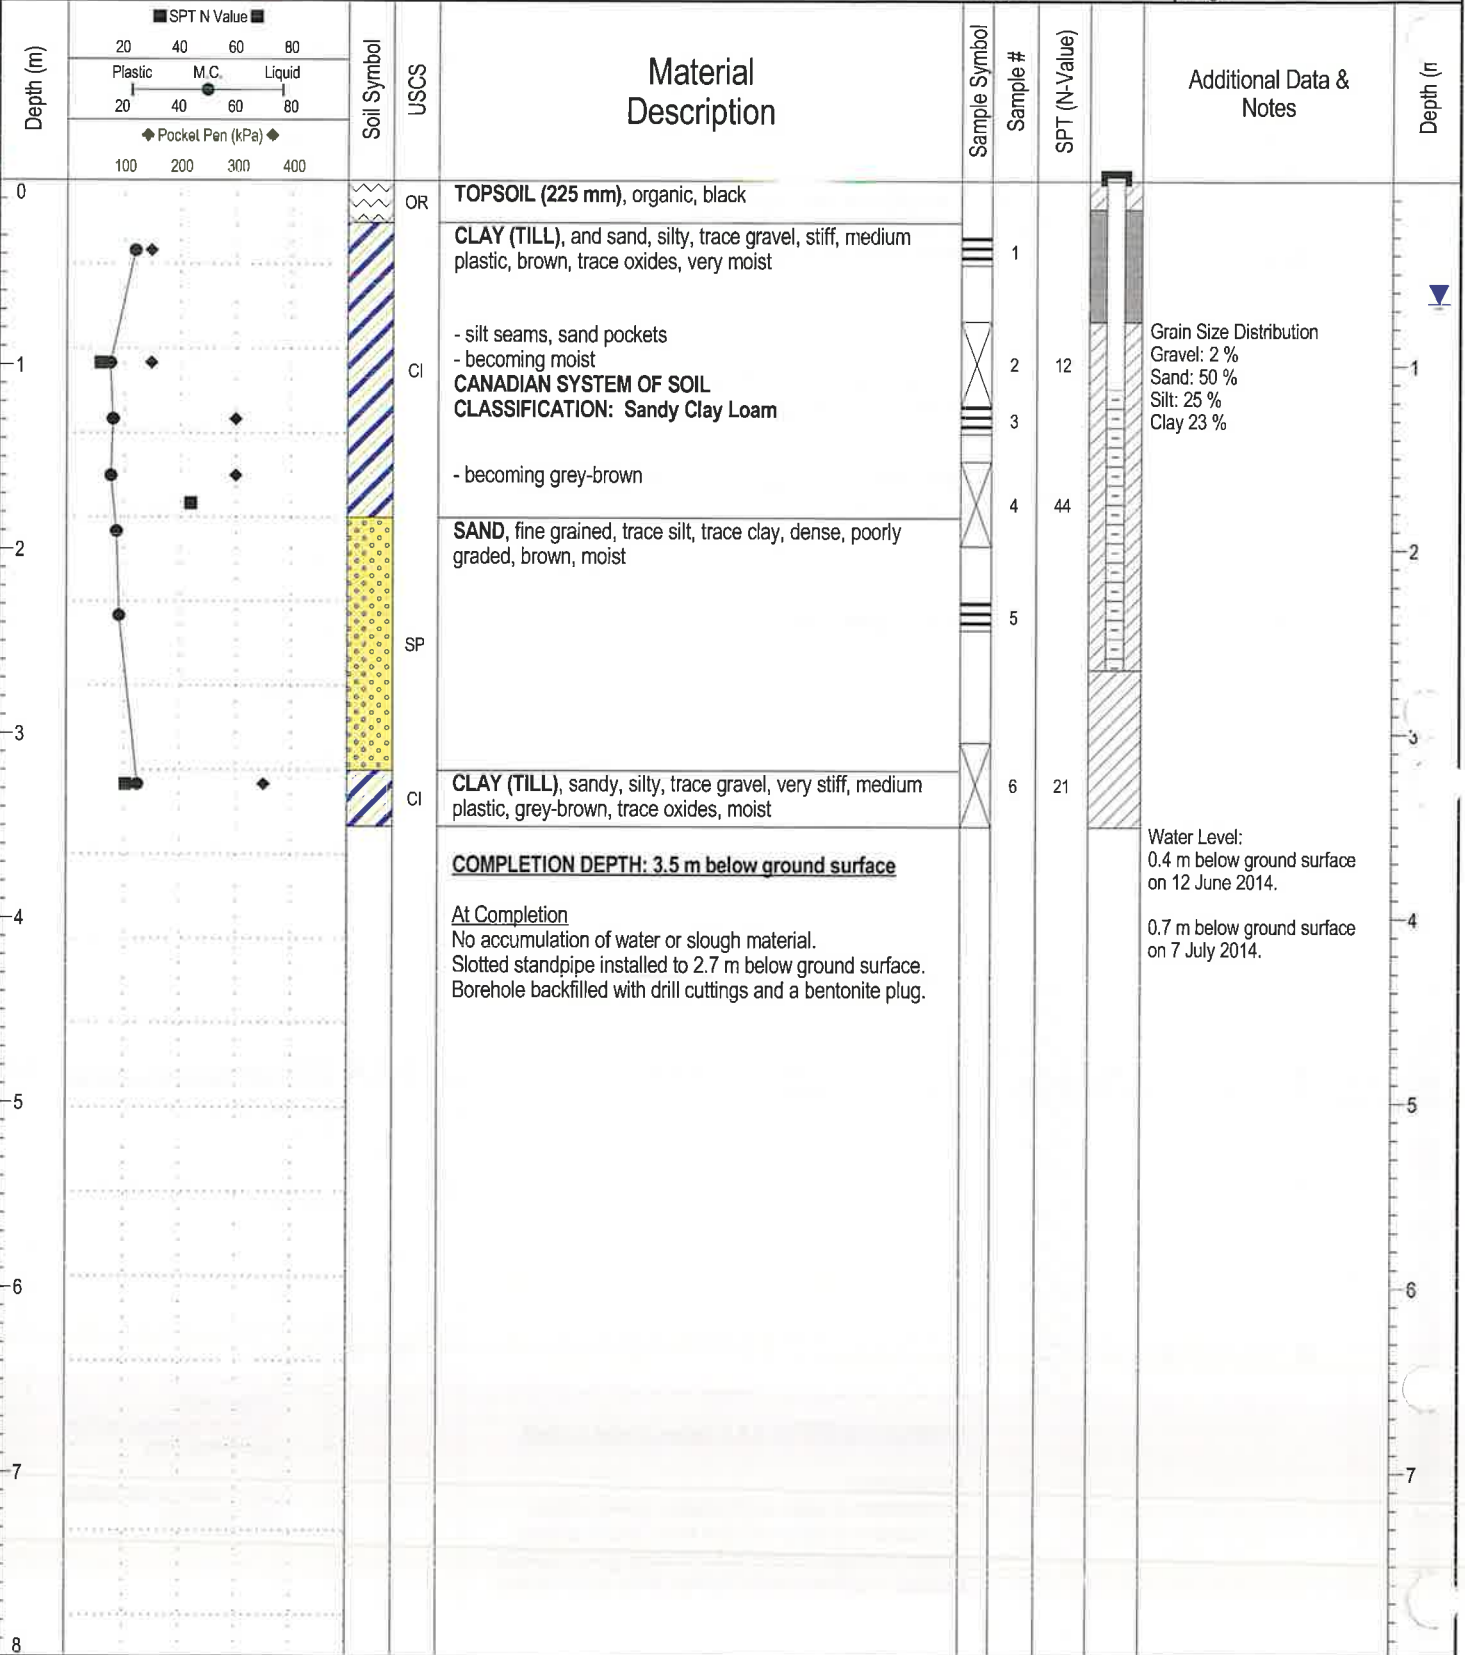 ■ SPT N Value ■
20 40 60 80
Plastic M.C. Liquid
20 40 60 80
◆ Pocket Pen (kPa) ◆
100 200 300 400
Depth (m)
Soil Symbol
USCS
Material
Description
Sample Symbol
Sample #
SPT (N-Value)
Additional Data &
Notes
Depth (
0
OR
TOPSOIL (225 mm), organic, black
CLAY (TILL), and sand, silty, trace gravel, stiff, medium
plastic, brown, trace oxides, very moist
1
- silt seams, sand pockets
- becoming moist
CANADIAN SYSTEM OF SOIL
CLASSIFICATION: Sandy Clay Loam
1
CI
2
12
3
Grain Size Distribution
Gravel: 2 %
Sand: 50 %
Silt: 25 %
Clay 23 %
1
- becoming grey-brown
4
44
SAND, fine grained, trace silt, trace clay, dense, poorly
graded, brown, moist
2
2
5
SP
3
3
CLAY (TILL), sandy, silty, trace gravel, very stiff, medium
plastic, grey-brown, trace oxides, moist
CI
6
21
COMPLETION DEPTH: 3.5 m below ground surface
Water Level:
0.4 m below ground surface
on 12 June 2014.
0.7 m below ground surface
on 7 July 2014.
4
4
At Completion
No accumulation of water or slough material.
Slotted standpipe installed to 2.7 m below ground surface.
Borehole backfilled with drill cuttings and a bentonite plug.
5
5
6
6
7
7
8